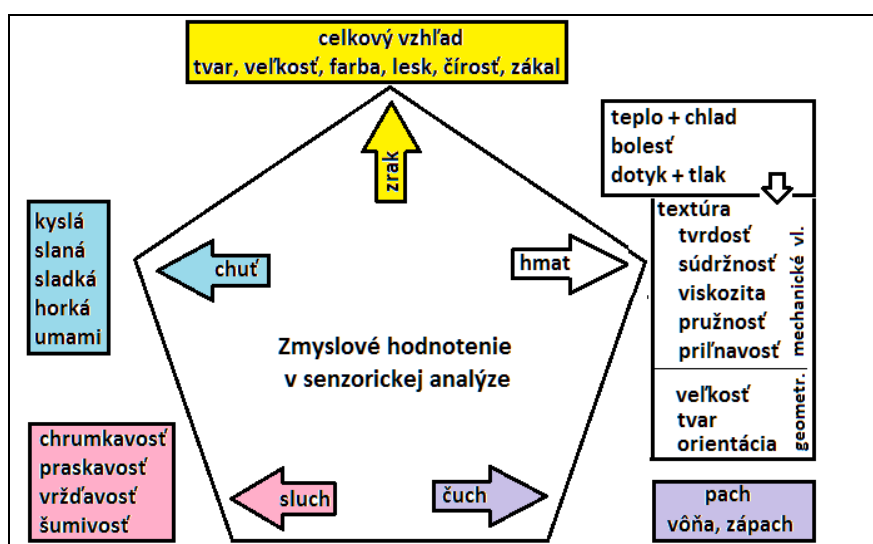 celkový vzhľad
tvar, veľkosť, farba, lesk, čírosť, zákal
zrak
teplo + chlad
bolesť
dotyk + tlak
textúra
tvrdosť
súdržnosť
viskozita
pružnosť
priľnavosť
mechanické vl.
veľkosť
tvar
orientácia
geometr.
hmat
kyslá
slaná
sladká
horká
umami
chuť
Zmyslové hodnotenie
v senzorickej analýze
chrumkavosť
praskavosť
vržďavosť
šumivosť
sluch
čuch
pach
vôňa, zápach